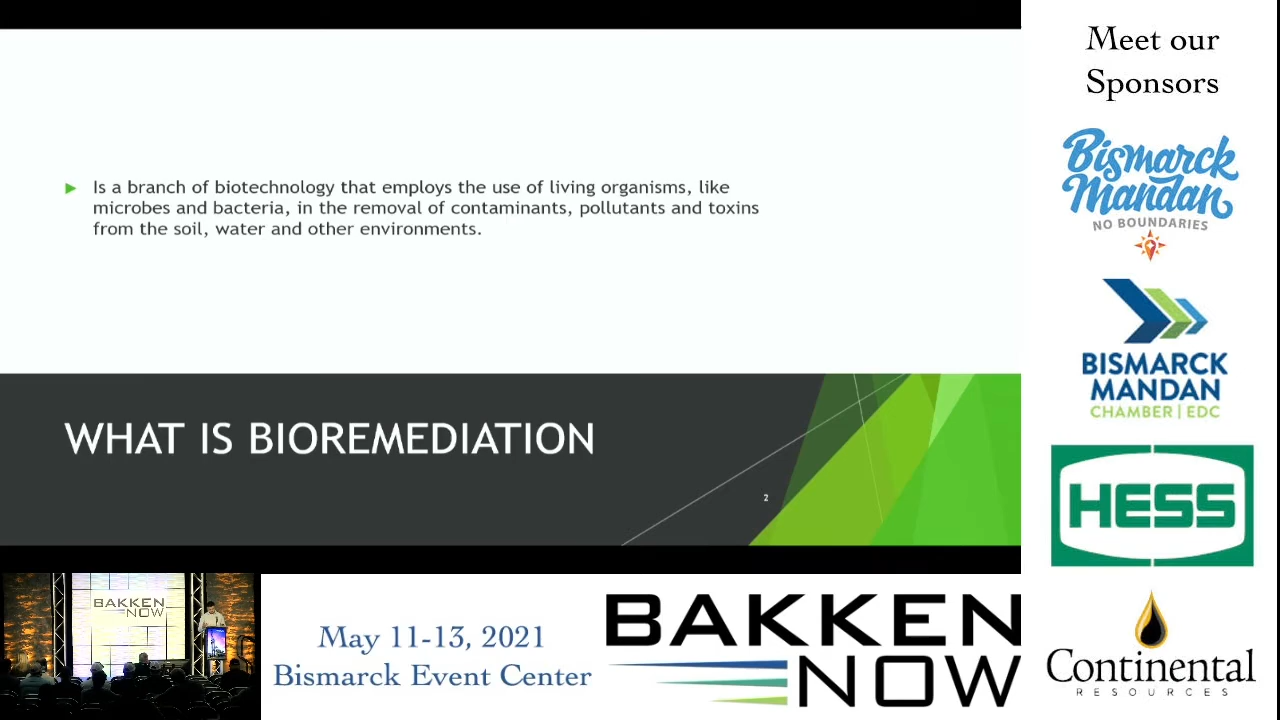 Is a branch of biotechnology that employs the use of living organisms, like
microbes and bacteria, in the removal of contaminants, pollutants and toxins
from the soil, water and other environments.
WHAT IS BIOREMEDIATION
2
Meet our
Sponsors
Bismarck
Mandan
NO BOUNDARIES
BISMARCK
MANDAN
CHAMBER | EDC
HESS
Continental
RESOURCES
BAKKEN
NOW
May 11-13, 2021
Bismarck Event Center
BAKKEN
NOW